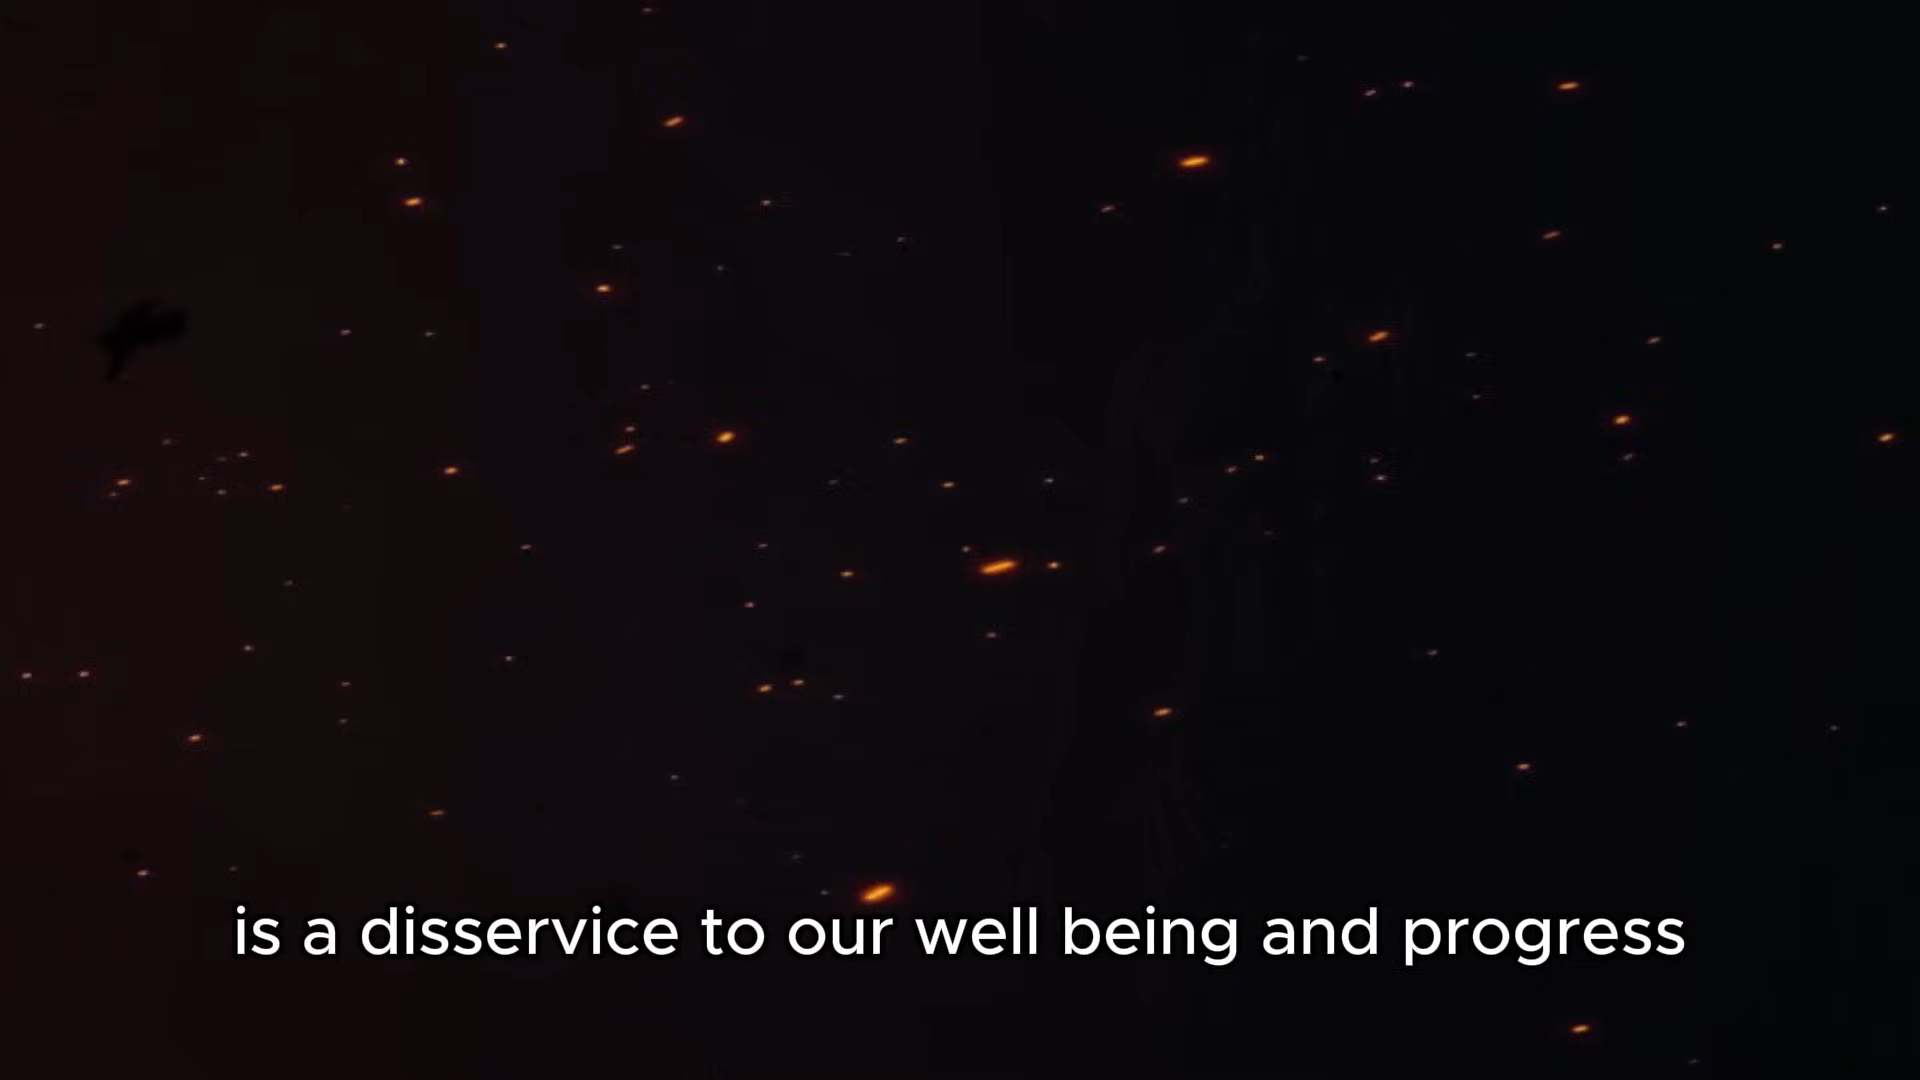 is a disservice to our well being and progress